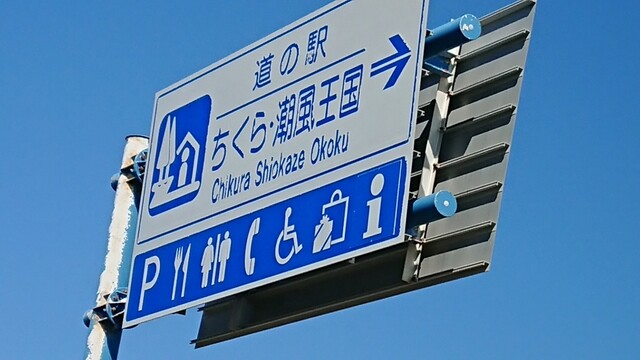 道の駅
ちくら・潮風王国
Chikura Shiokaze Okoku
P i